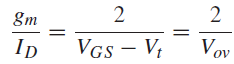 g_m / I_D = 2 / (V_GS − V_t) = 2 / V_ov